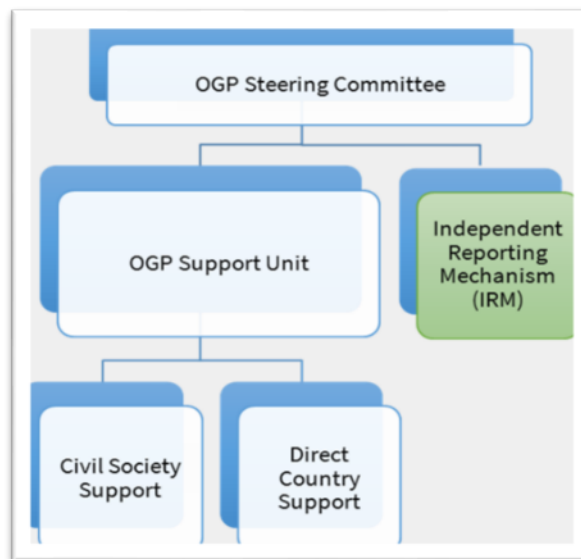 OGP Steering Committee
OGP Support Unit
Independent
Reporting
Mechanism
(IRM)
Civil Society
Support
Direct
Country
Support